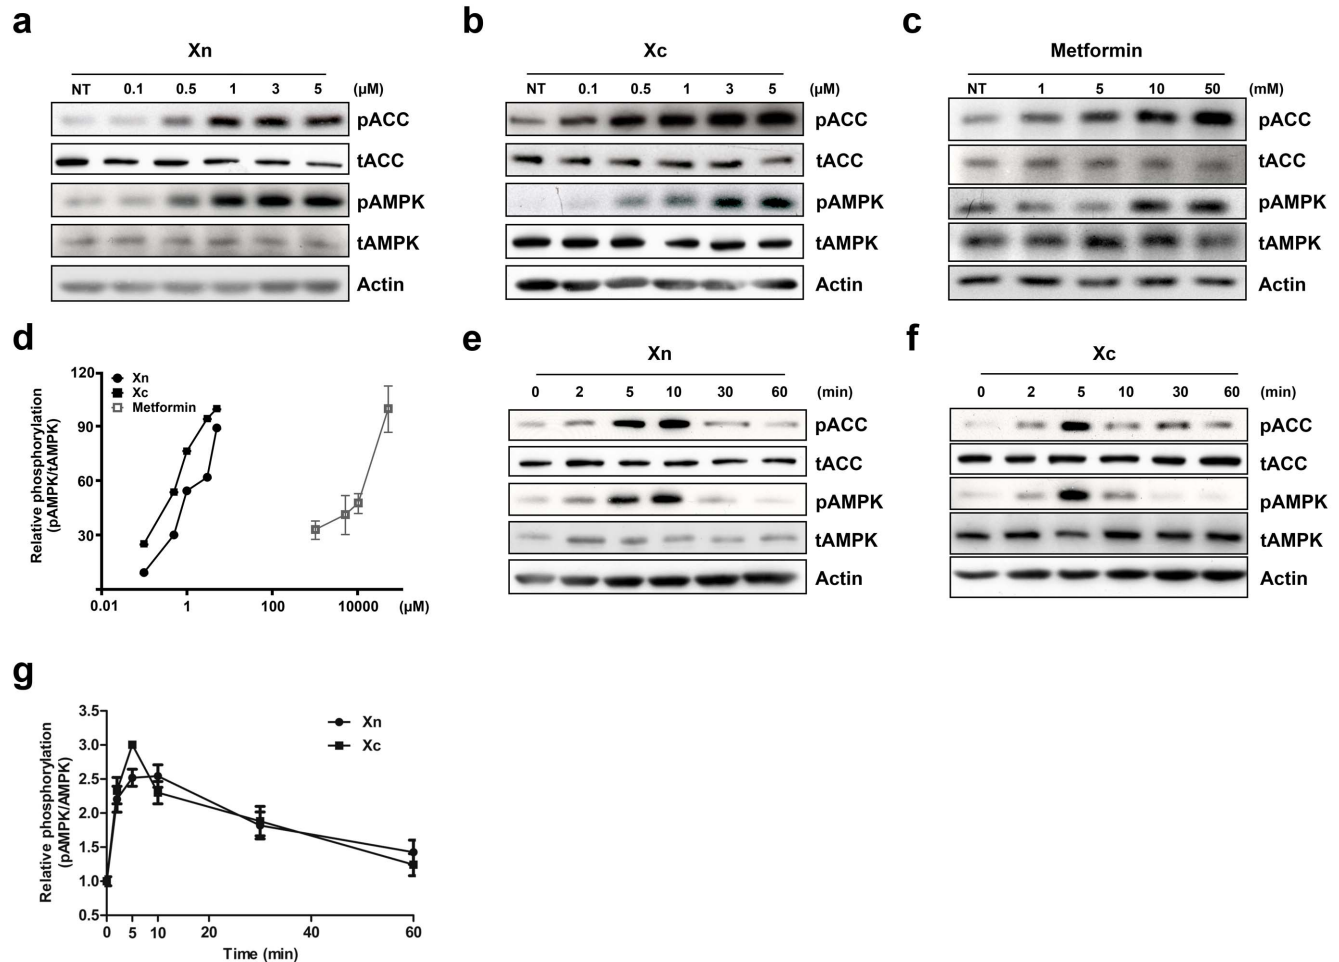 a
Xn
NT 0.1 0.5 1 3 5 (μM)
pACC
tACC
pAMPK
tAMPK
Actin
b
Xc
NT 0.1 0.5 1 3 5 (μM)
pACC
tACC
pAMPK
tAMPK
Actin
c
Metformin
NT 1 5 10 50 (mM)
pACC
tACC
pAMPK
tAMPK
Actin
d
Relative phosphorylation
(pAMPK/tAMPK)
120
90
60
30
Xn
Xc
Metformin
0.01 1 100 10000 (μM)
e
Xn
0 2 5 10 30 60 (min)
pACC
tACC
pAMPK
tAMPK
Actin
f
Xc
0 2 5 10 30 60 (min)
pACC
tACC
pAMPK
tAMPK
Actin
g
Relative phosphorylation
(pAMPK/AMPK)
3.5
3.0
2.5
2.0
1.5
1.0
0.5
Xn
Xc
0 5 10 20 40 60
Time (min)